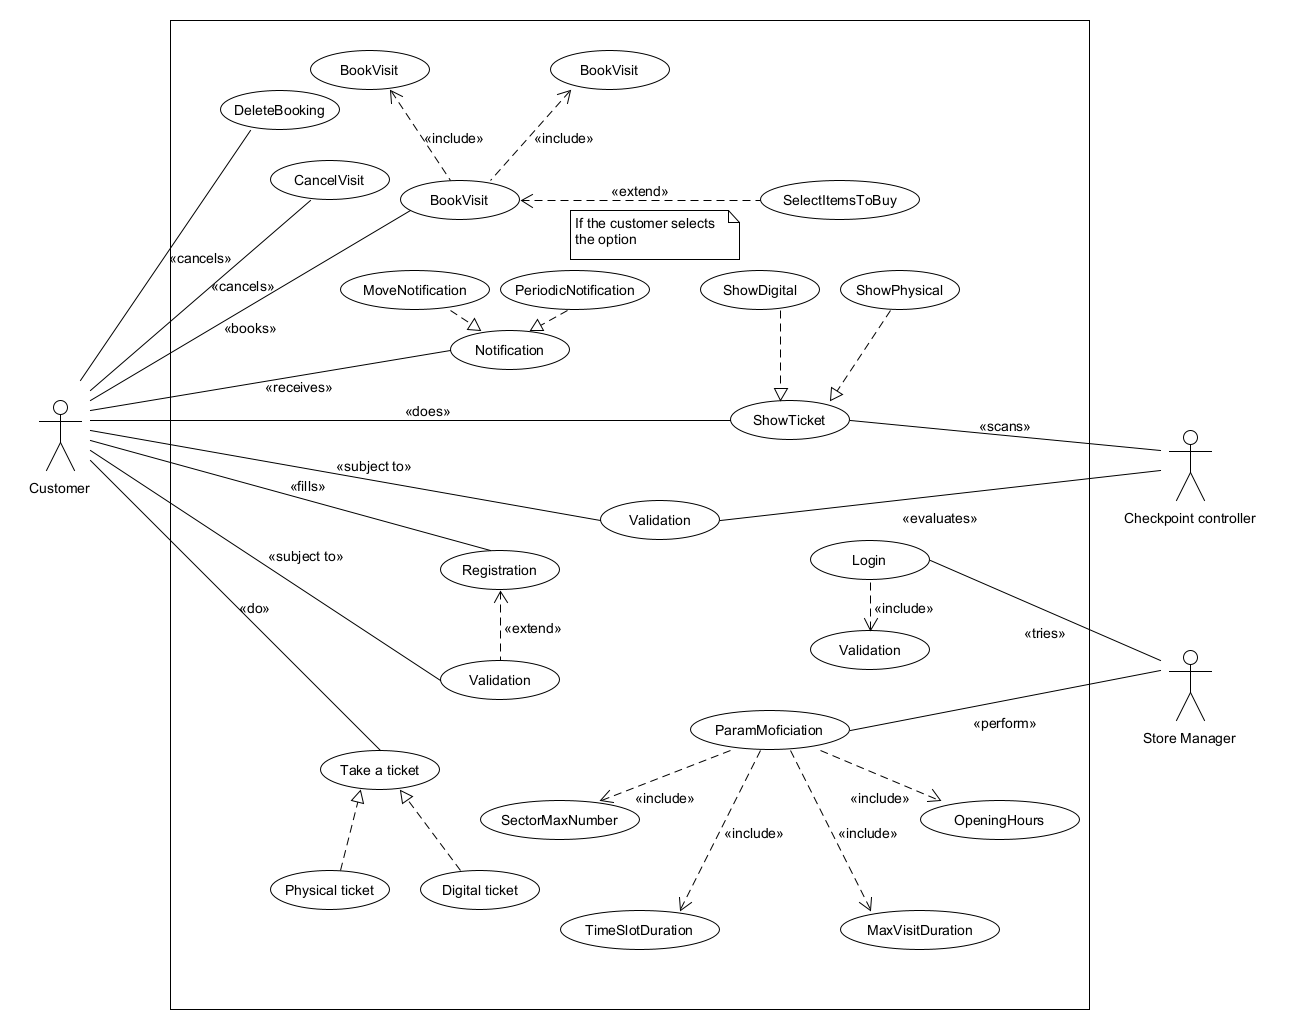 BookVisit
BookVisit
DeleteBooking
«include»
«include»
CancelVisit
«extend»
BookVisit
SelectItemsToBuy
If the customer selects
the option
«cancels»
«cancels»
MoveNotification
PeriodicNotification
ShowDigital
ShowPhysical
«books»
Notification
«receives»
«does»
ShowTicket
«scans»
«subject to»
«fills»
Customer
Validation
«evaluates»
Checkpoint controller
«subject to»
Registration
Login
«do»
«extend»
«include»
«tries»
Validation
Validation
«perform»
ParamMoficiation
Store Manager
Take a ticket
«include»
«include»
SectorMaxNumber
OpeningHours
«include»
«include»
Physical ticket
Digital ticket
TimeSlotDuration
MaxVisitDuration